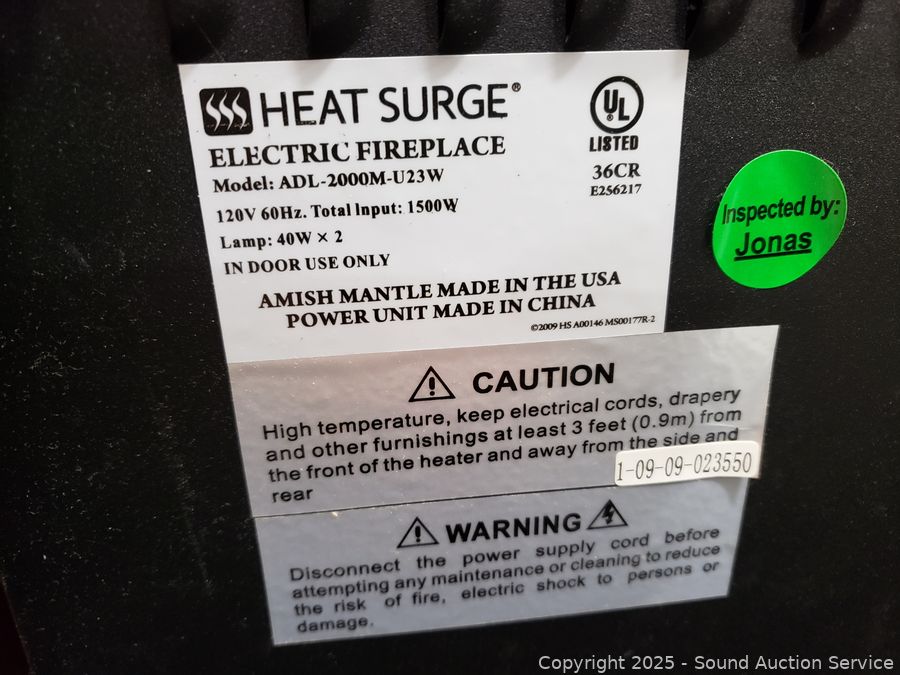 HEAT SURGE®
ELECTRIC FIREPLACE
Model: ADL-2000M-U23W
120V 60Hz. Total Input: 1500W
Lamp: 40W × 2
IN DOOR USE ONLY
UL
LISTED
36CR
E256217
AMISH MANTLE MADE IN THE USA
POWER UNIT MADE IN CHINA
©2009 HS A00146 MS00177R-2
Inspected by:
Jonas
CAUTION
High temperature, keep electrical cords, drapery
and other furnishings at least 3 feet (0.9m) from
the front of the heater and away from the side and
rear
1-09-09-023550
WARNING
Disconnect the power supply cord before
attempting any maintenance or cleaning to reduce
the risk of fire, electric shock to persons or
damage.
Copyright 2025 - Sound Auction Service